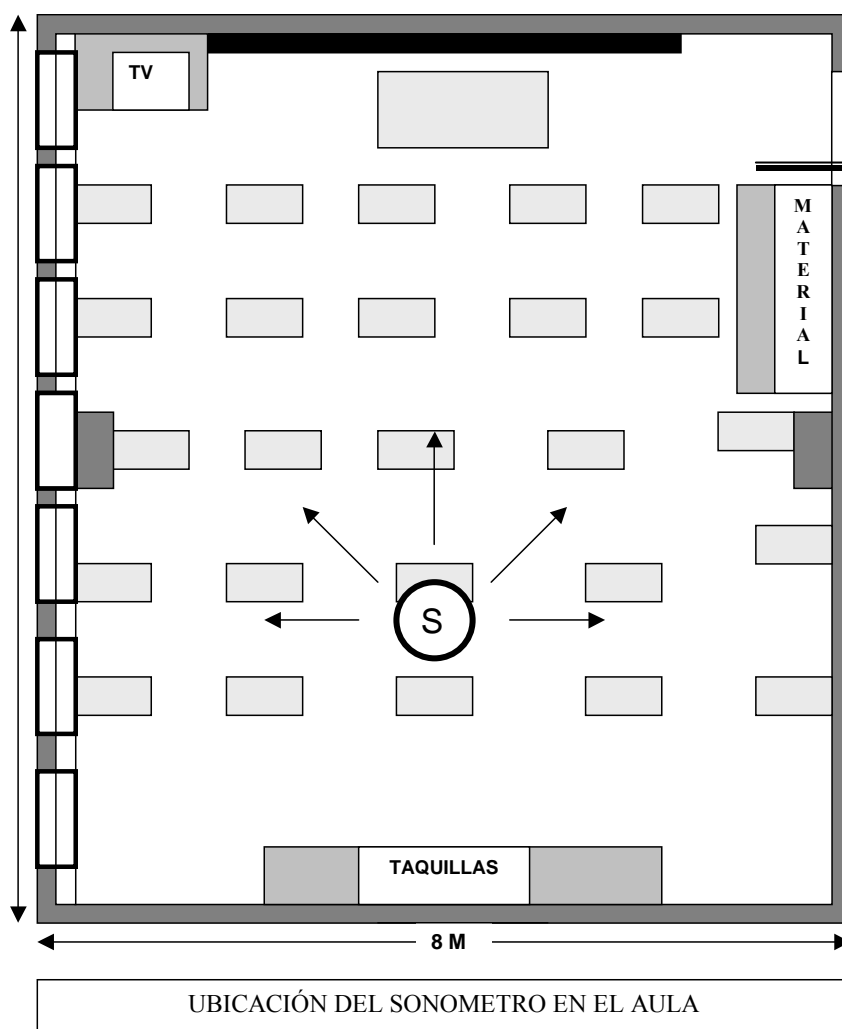 TV
M
A
T
E
R
I
A
L
S
TAQUILLAS
8 M
UBICACIÓN DEL SONOMETRO EN EL AULA